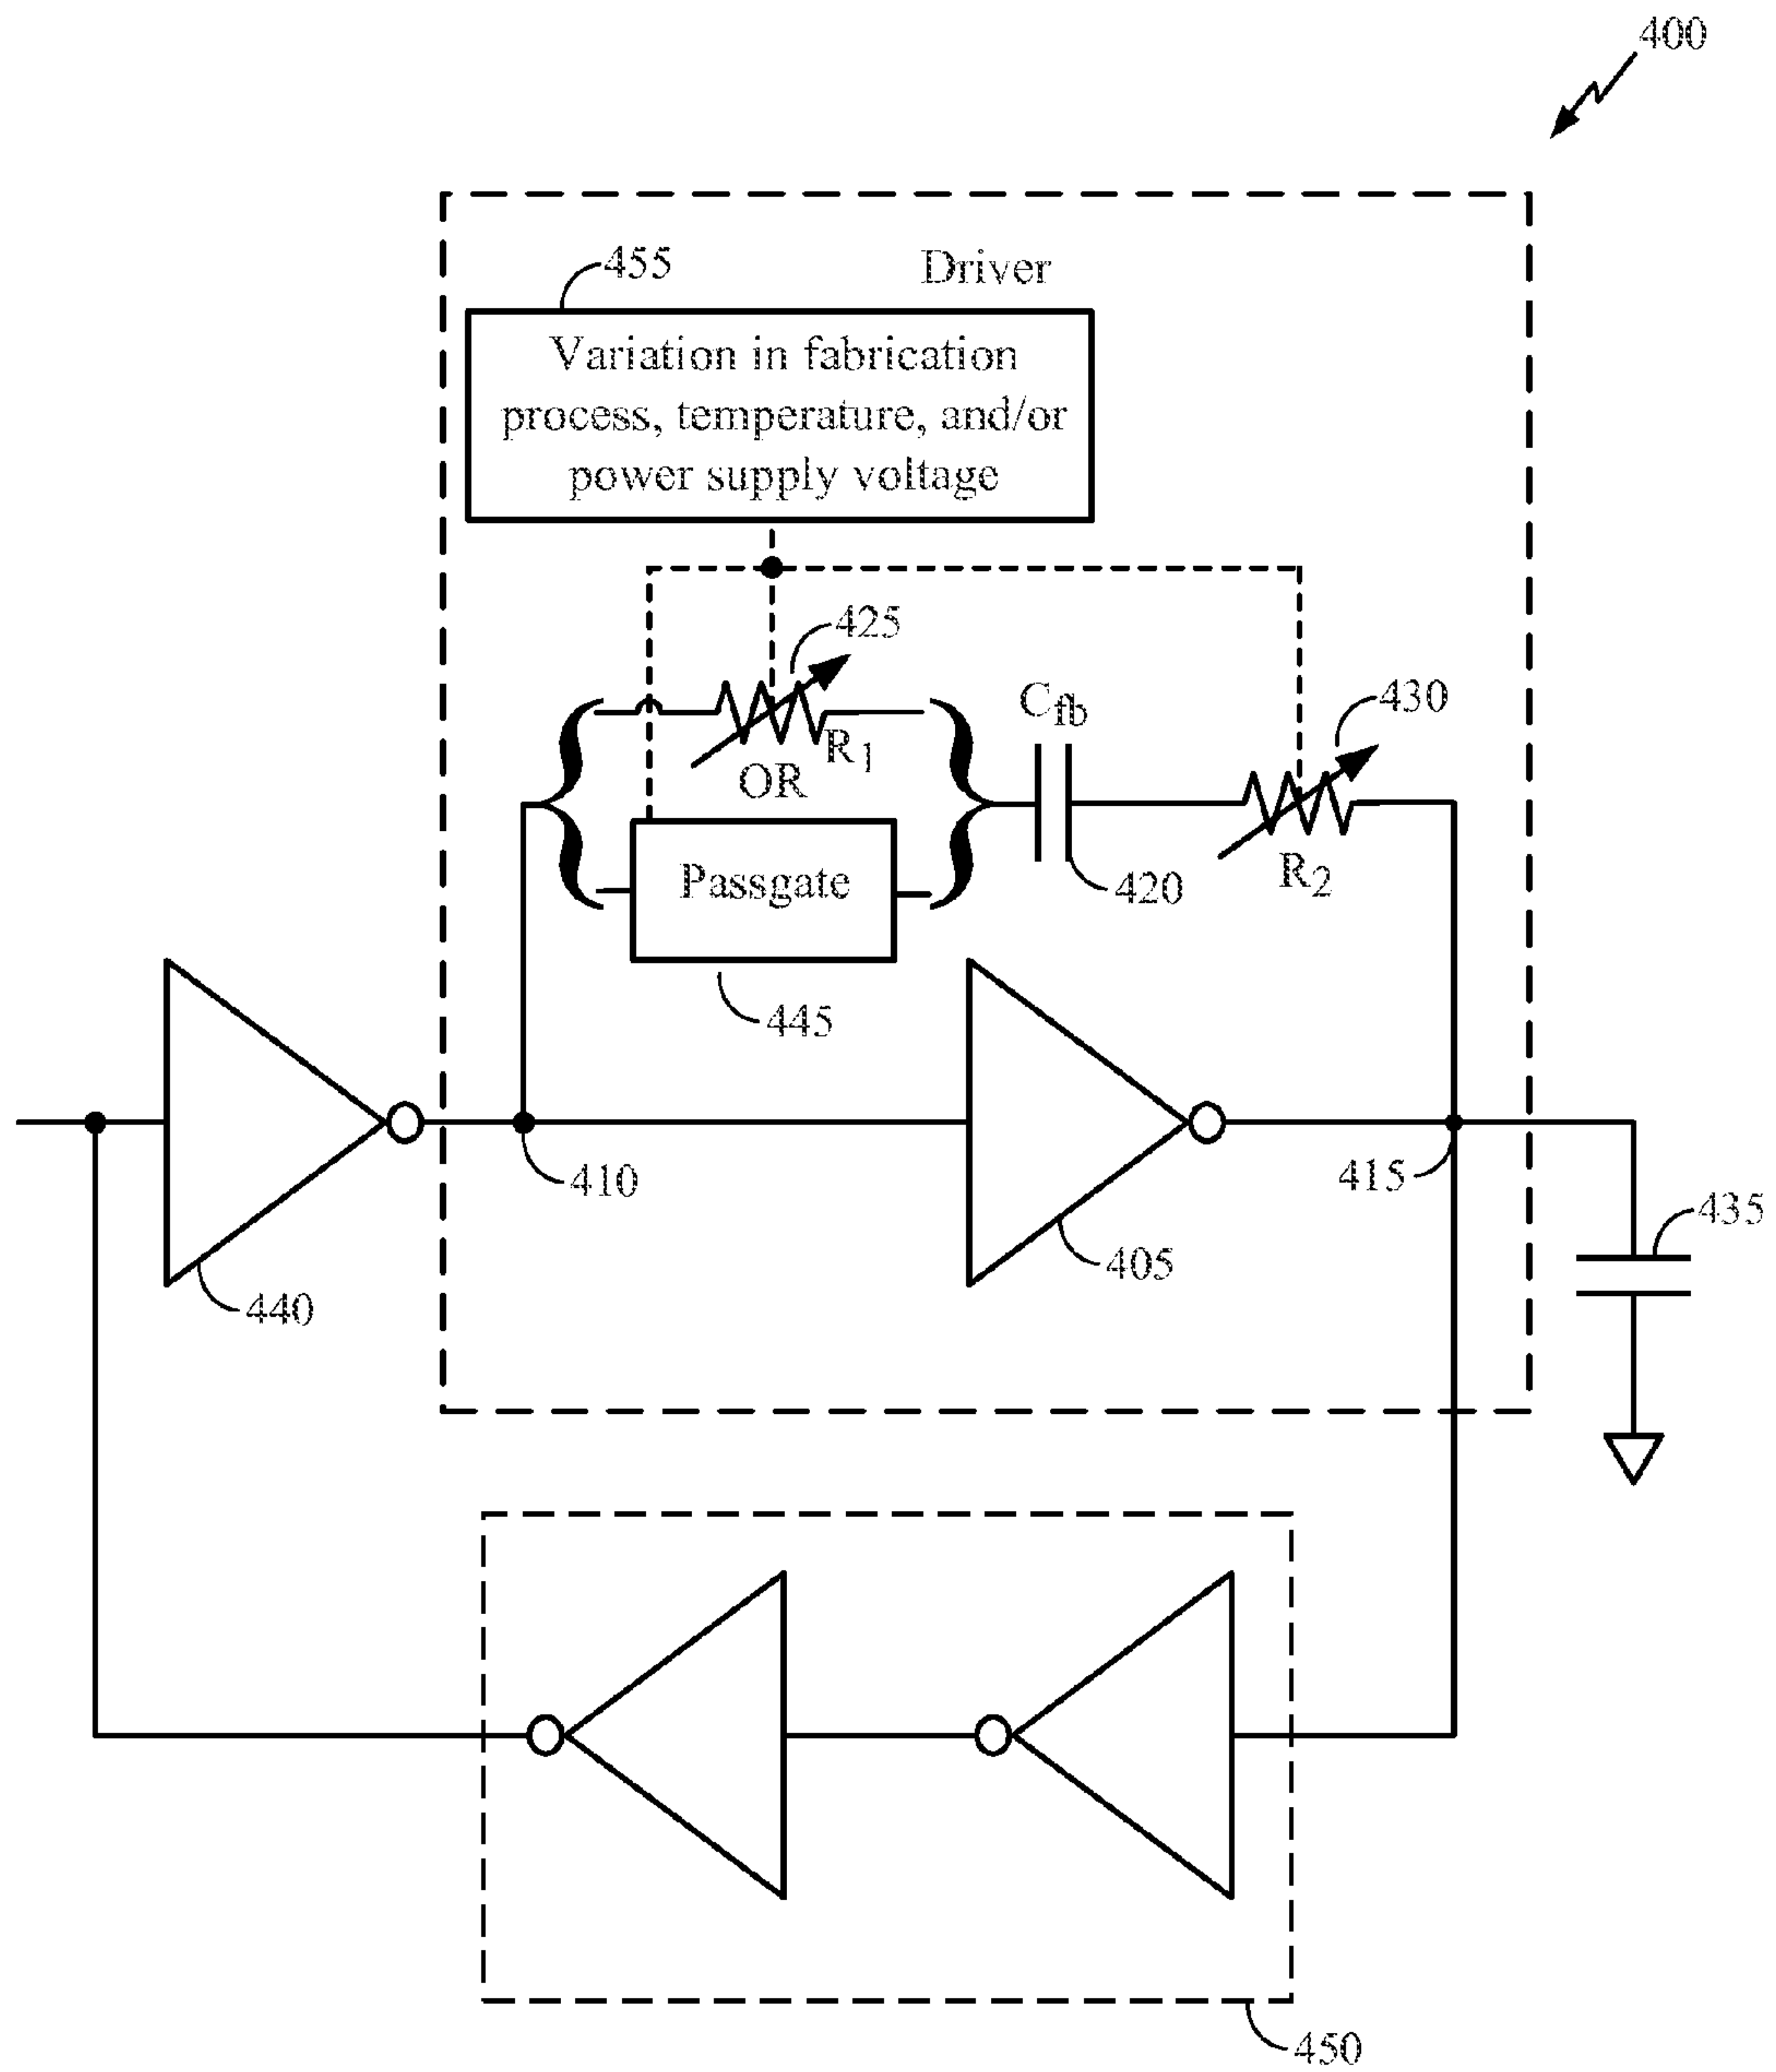 400
455
Driver
Variation in fabrication
process, temperature, and/or
power supply voltage
425
R1
OR
Cfb
430
420
R2
Passgate
445
410
415
435
405
440
450